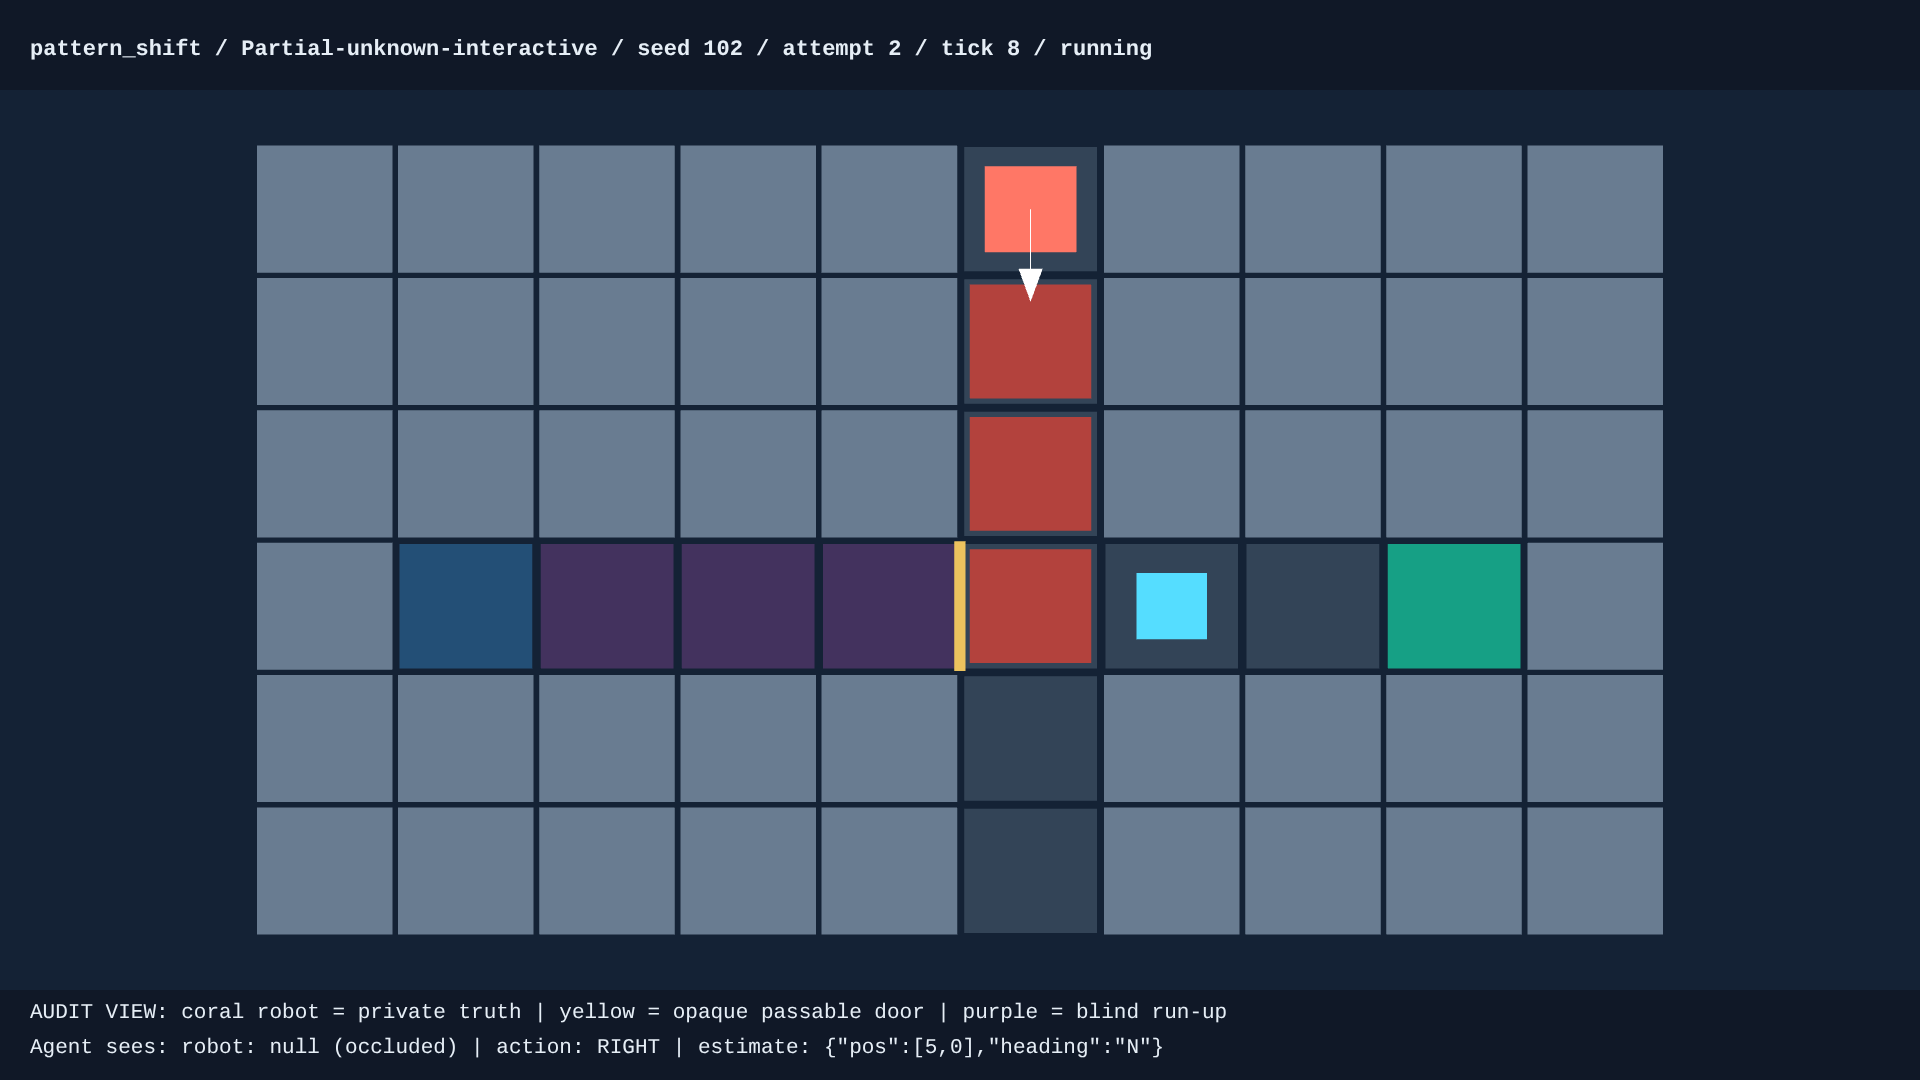 pattern_shift / Partial-unknown-interactive / seed 102 / attempt 2 / tick 8 / running
AUDIT VIEW: coral robot = private truth | yellow = opaque passable door | purple = blind run-up
Agent sees: robot: null (occluded) | action: RIGHT | estimate: {"pos":[5,0],"heading":"N"}